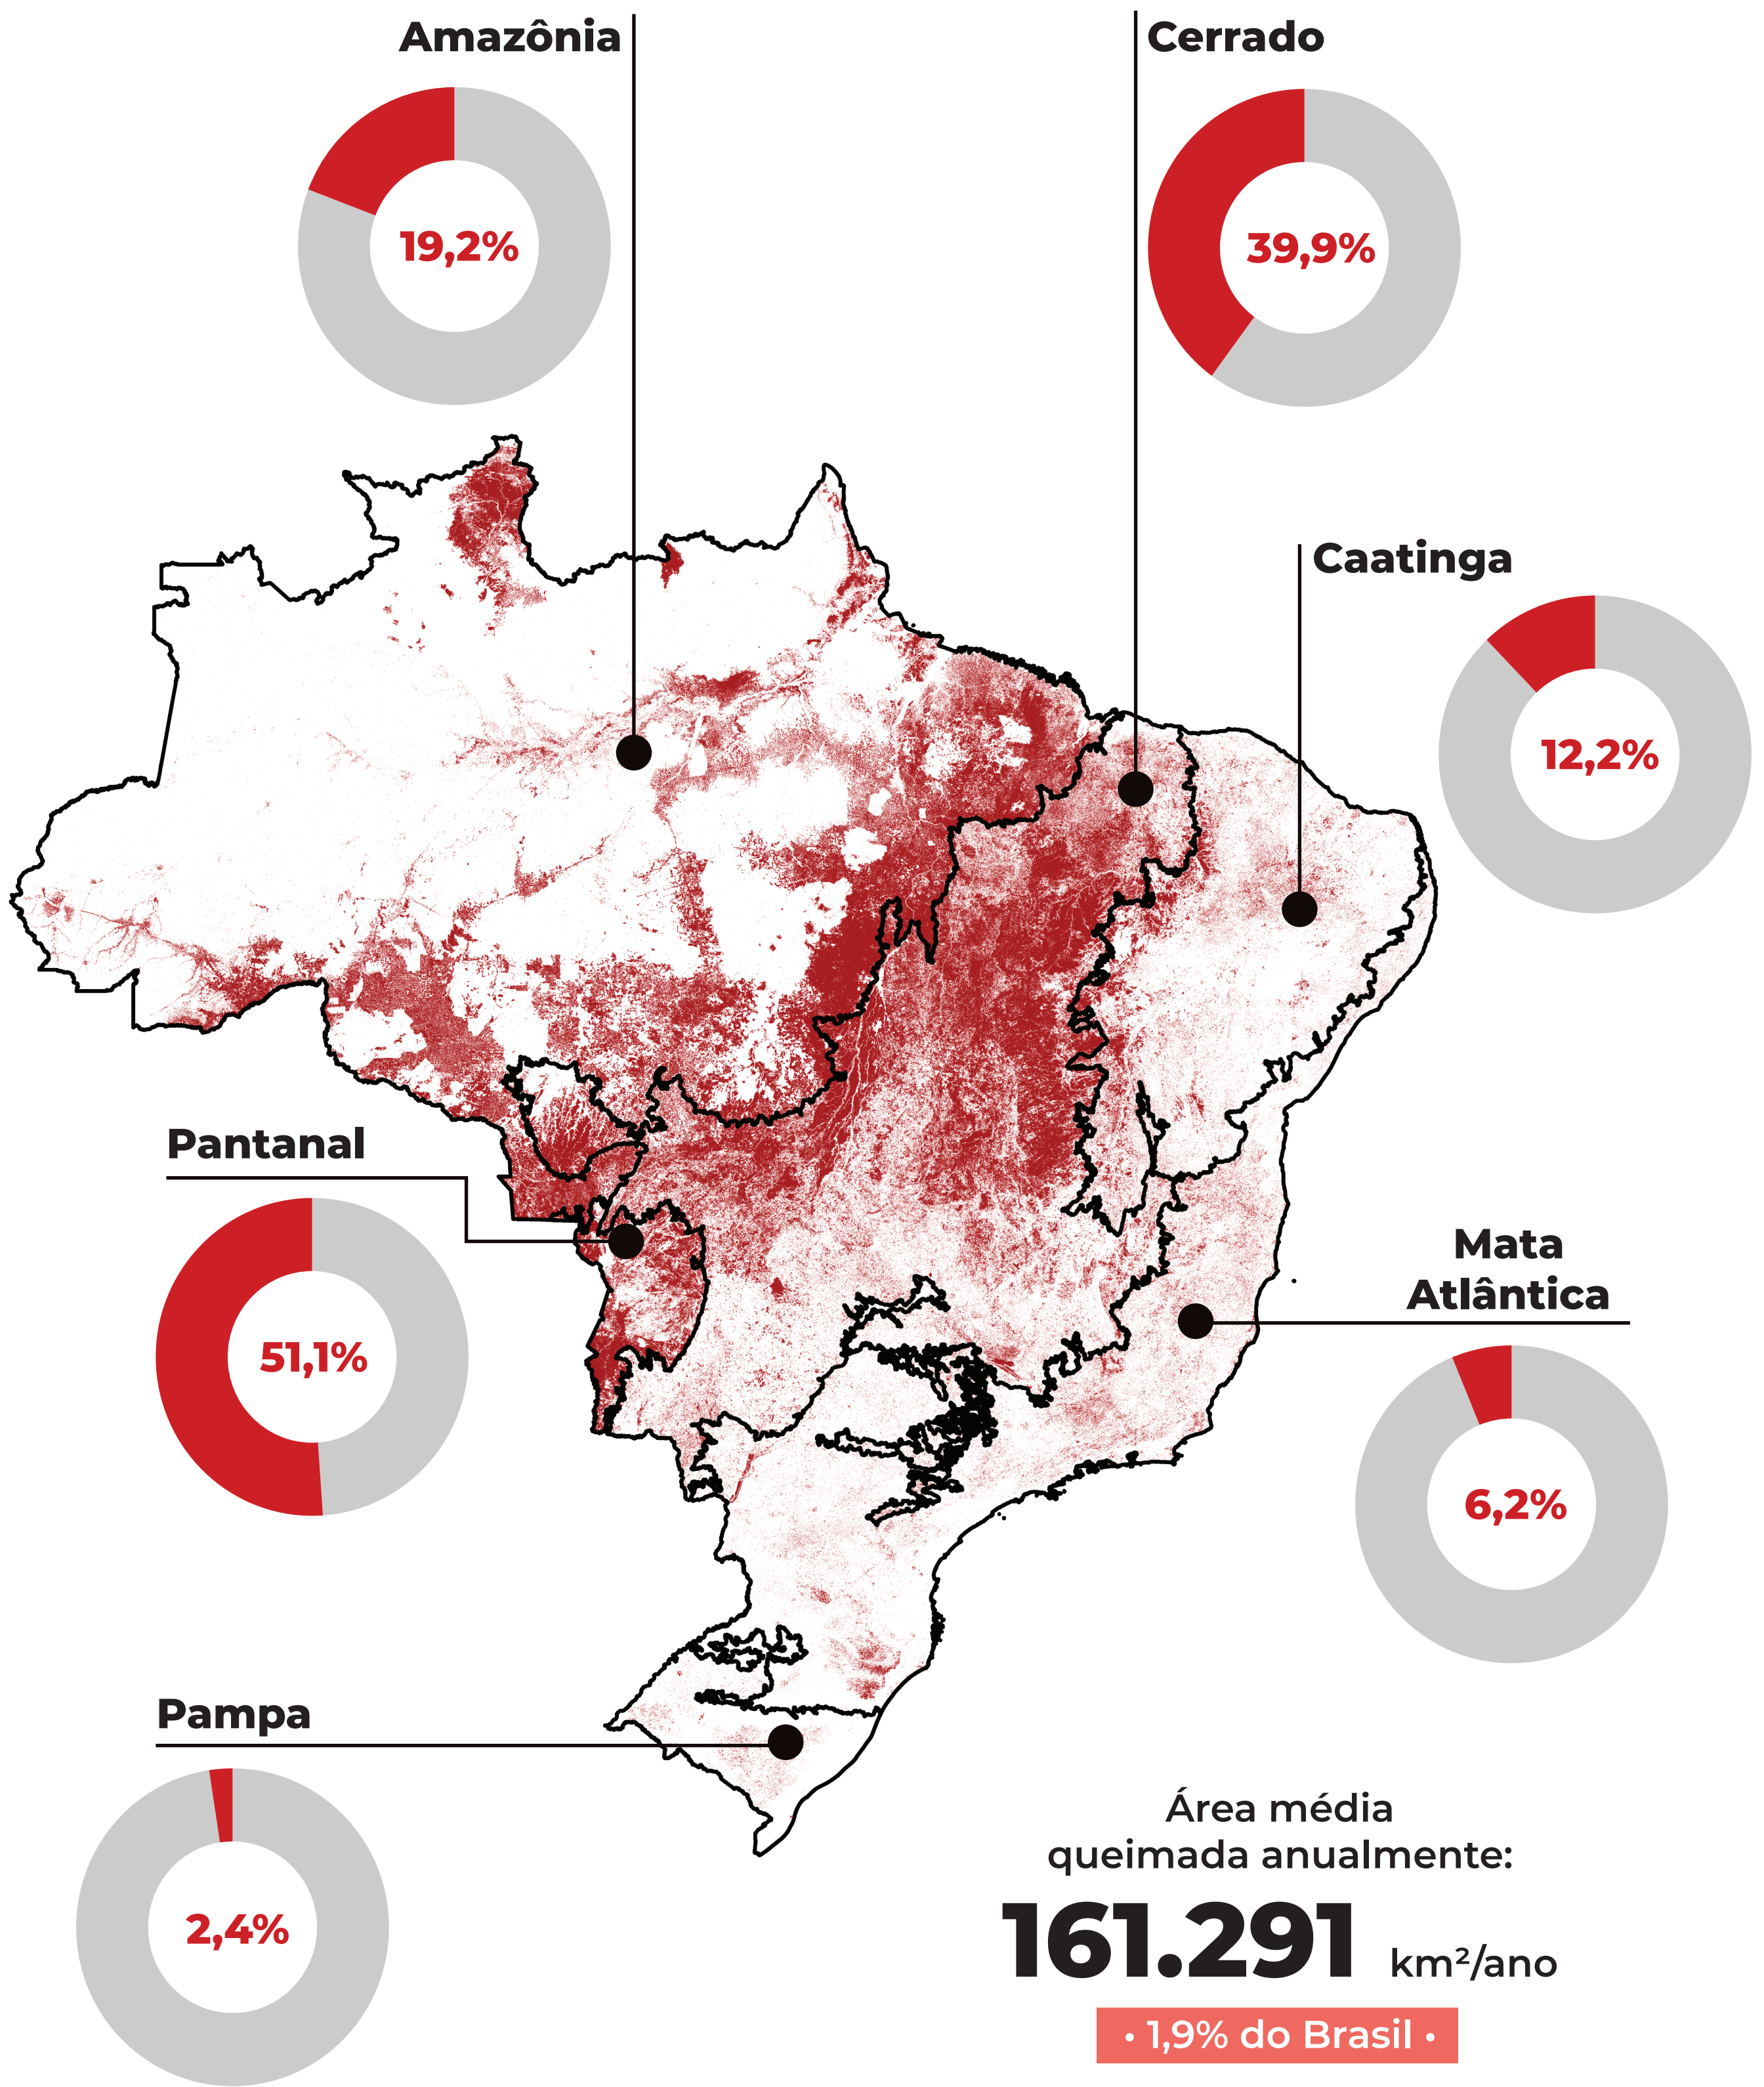 Amazônia
19,2%
Cerrado
39,9%
Caatinga
12,2%
Pantanal
51,1%
Mata
Atlântica
6,2%
Pampa
2,4%
Área média
queimada anualmente:
161.291 km²/ano
• 1,9% do Brasil •